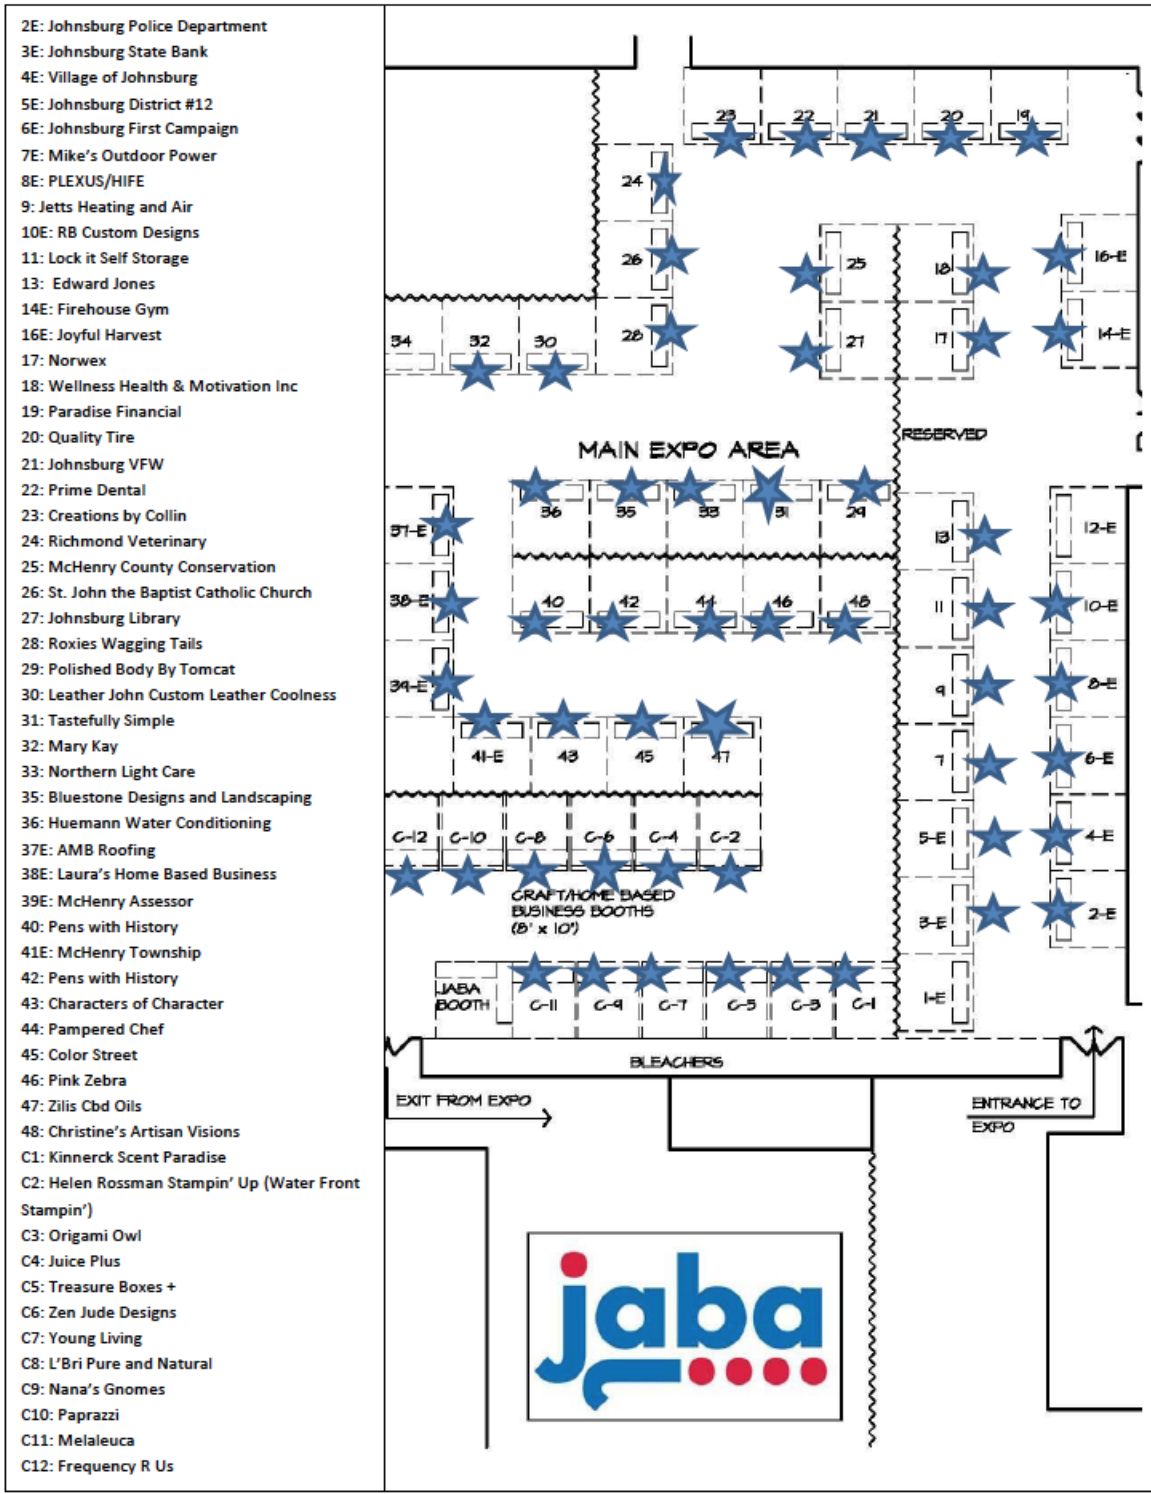 2E: Johnsburg Police Department
3E: Johnsburg State Bank
4E: Village of Johnsburg
5E: Johnsburg District #12
6E: Johnsburg First Campaign
7E: Mike's Outdoor Power
8E: PLEXUS/HIFE
9: Jetts Heating and Air
10E: RB Custom Designs
11: Lock it Self Storage
13: Edward Jones
14E: Firehouse Gym
16E: Joyful Harvest
17: Norwex
18: Wellness Health & Motivation Inc
19: Paradise Financial
20: Quality Tire
21: Johnsburg VFW
22: Prime Dental
23: Creations by Collin
24: Richmond Veterinary
25: McHenry County Conservation
26: St. John the Baptist Catholic Church
27: Johnsburg Library
28: Roxies Wagging Tails
29: Polished Body By Tomcat
30: Leather John Custom Leather Coolness
31: Tastefully Simple
32: Mary Kay
33: Northern Light Care
35: Bluestone Designs and Landscaping
36: Huemann Water Conditioning
37E: AMB Roofing
38E: Laura's Home Based Business
39E: McHenry Assessor
40: Pens with History
41E: McHenry Township
42: Pens with History
43: Characters of Character
44: Pampered Chef
45: Color Street
46: Pink Zebra
47: Zilis Cbd Oils
48: Christine's Artisan Visions
C1: Kinnerck Scent Paradise
C2: Helen Rossman Stampin' Up (Water Front
Stampin')
C3: Origami Owl
C4: Juice Plus
C5: Treasure Boxes +
C6: Zen Jude Designs
C7: Young Living
C8: L'Bri Pure and Natural
C9: Nana's Gnomes
C10: Paprazzi
C11: Melaleuca
C12: Frequency R Us
23 22 21 20 19
24
26 25 18 16-E
28 27 17 14-E
34 32 30
RESERVED
MAIN EXPO AREA
36 35 33 31 29
37-E 13 12-E
38-E 40 42 44 46 48 11 10-E
39-E 9 8-E
41-E 43 45 47 7 6-E
C-12 C-10 C-8 C-6 C-4 C-2 5-E 4-E
CRAFT/HOME BASED
BUSINESS BOOTHS
(8' x 10')
3-E 2-E
JABA
BOOTH
C-11 C-9 C-7 C-5 C-3 C-1 1-E
BLEACHERS
EXIT FROM EXPO
ENTRANCE TO
EXPO
jaba